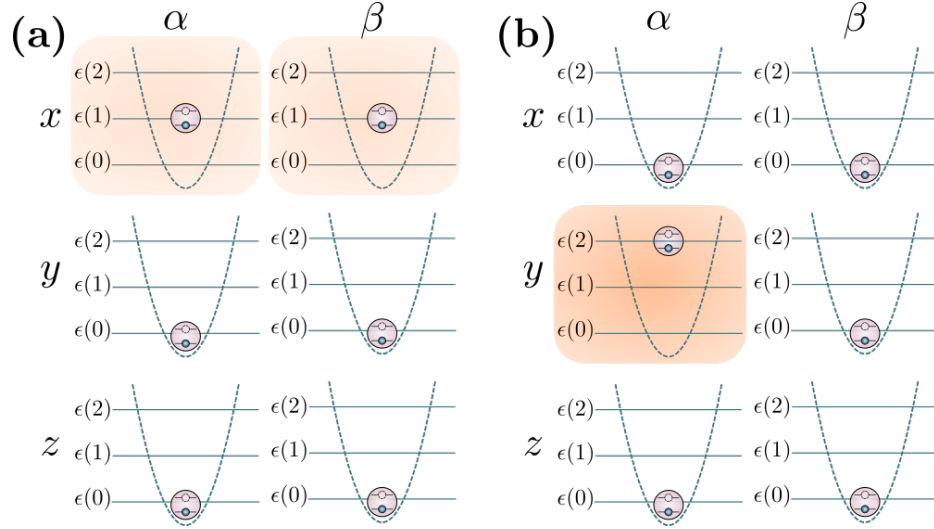 (a) α β (b) α β
x ϵ(2) ϵ(2) x ϵ(2) ϵ(2)
ϵ(1) ϵ(1) ϵ(1) ϵ(1)
ϵ(0) ϵ(0) ϵ(0) ϵ(0)
y ϵ(2) ϵ(2) y ϵ(2) ϵ(2)
ϵ(1) ϵ(1) ϵ(1) ϵ(1)
ϵ(0) ϵ(0) ϵ(0) ϵ(0)
z ϵ(2) ϵ(2) z ϵ(2) ϵ(2)
ϵ(1) ϵ(1) ϵ(1) ϵ(1)
ϵ(0) ϵ(0) ϵ(0) ϵ(0)